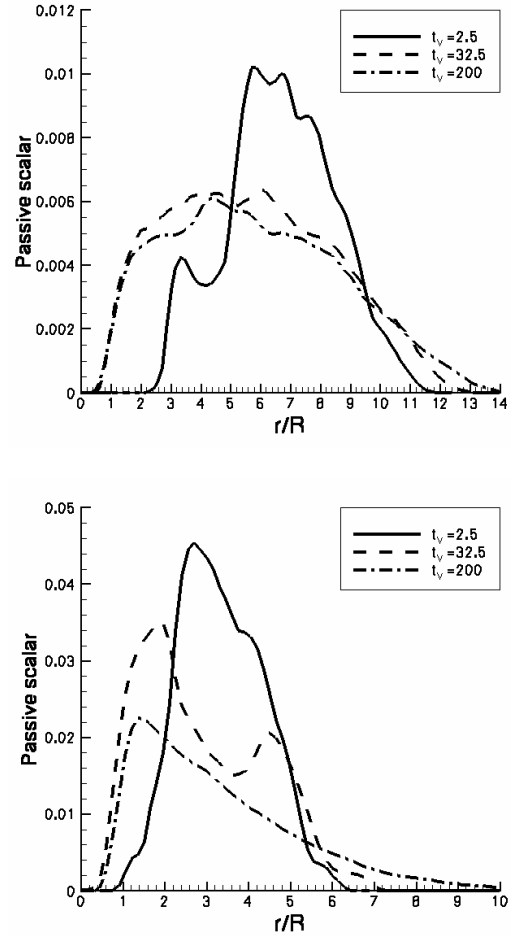 0.012
0.01
0.008
0.006
0.004
0.002
0
Passive scalar
t_v=2.5
t_v=32.5
t_v=200
0 1 2 3 4 5 6 7 8 9 10 11 12 13 14
r/R
0.05
0.04
0.03
0.02
0.01
0
Passive scalar
t_v=2.5
t_v=32.5
t_v=200
0 1 2 3 4 5 6 7 8 9 10
r/R